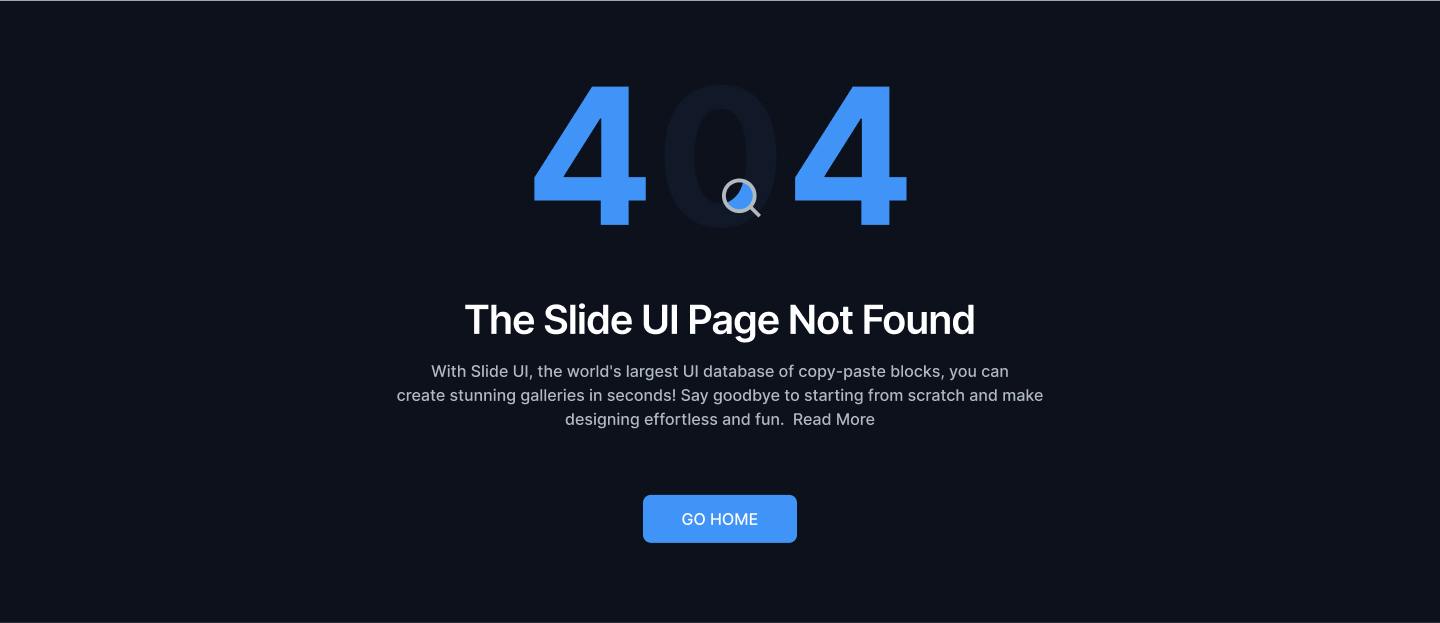 404
The Slide UI Page Not Found
With Slide UI, the world's largest UI database of copy-paste blocks, you can
create stunning galleries in seconds! Say goodbye to starting from scratch and make
designing effortless and fun.  Read More
GO HOME